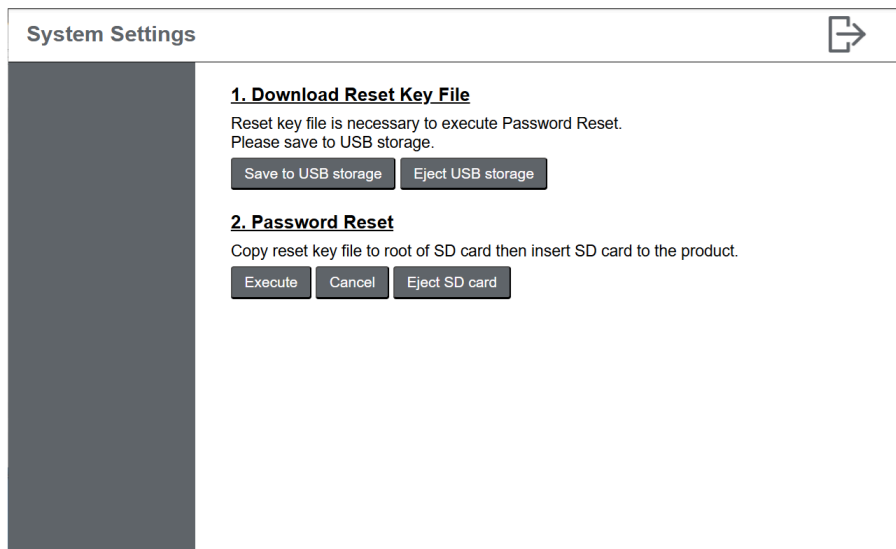 System Settings
1. Download Reset Key File
Reset key file is necessary to execute Password Reset.
Please save to USB storage.
Save to USB storage Eject USB storage
2. Password Reset
Copy reset key file to root of SD card then insert SD card to the product.
Execute Cancel Eject SD card